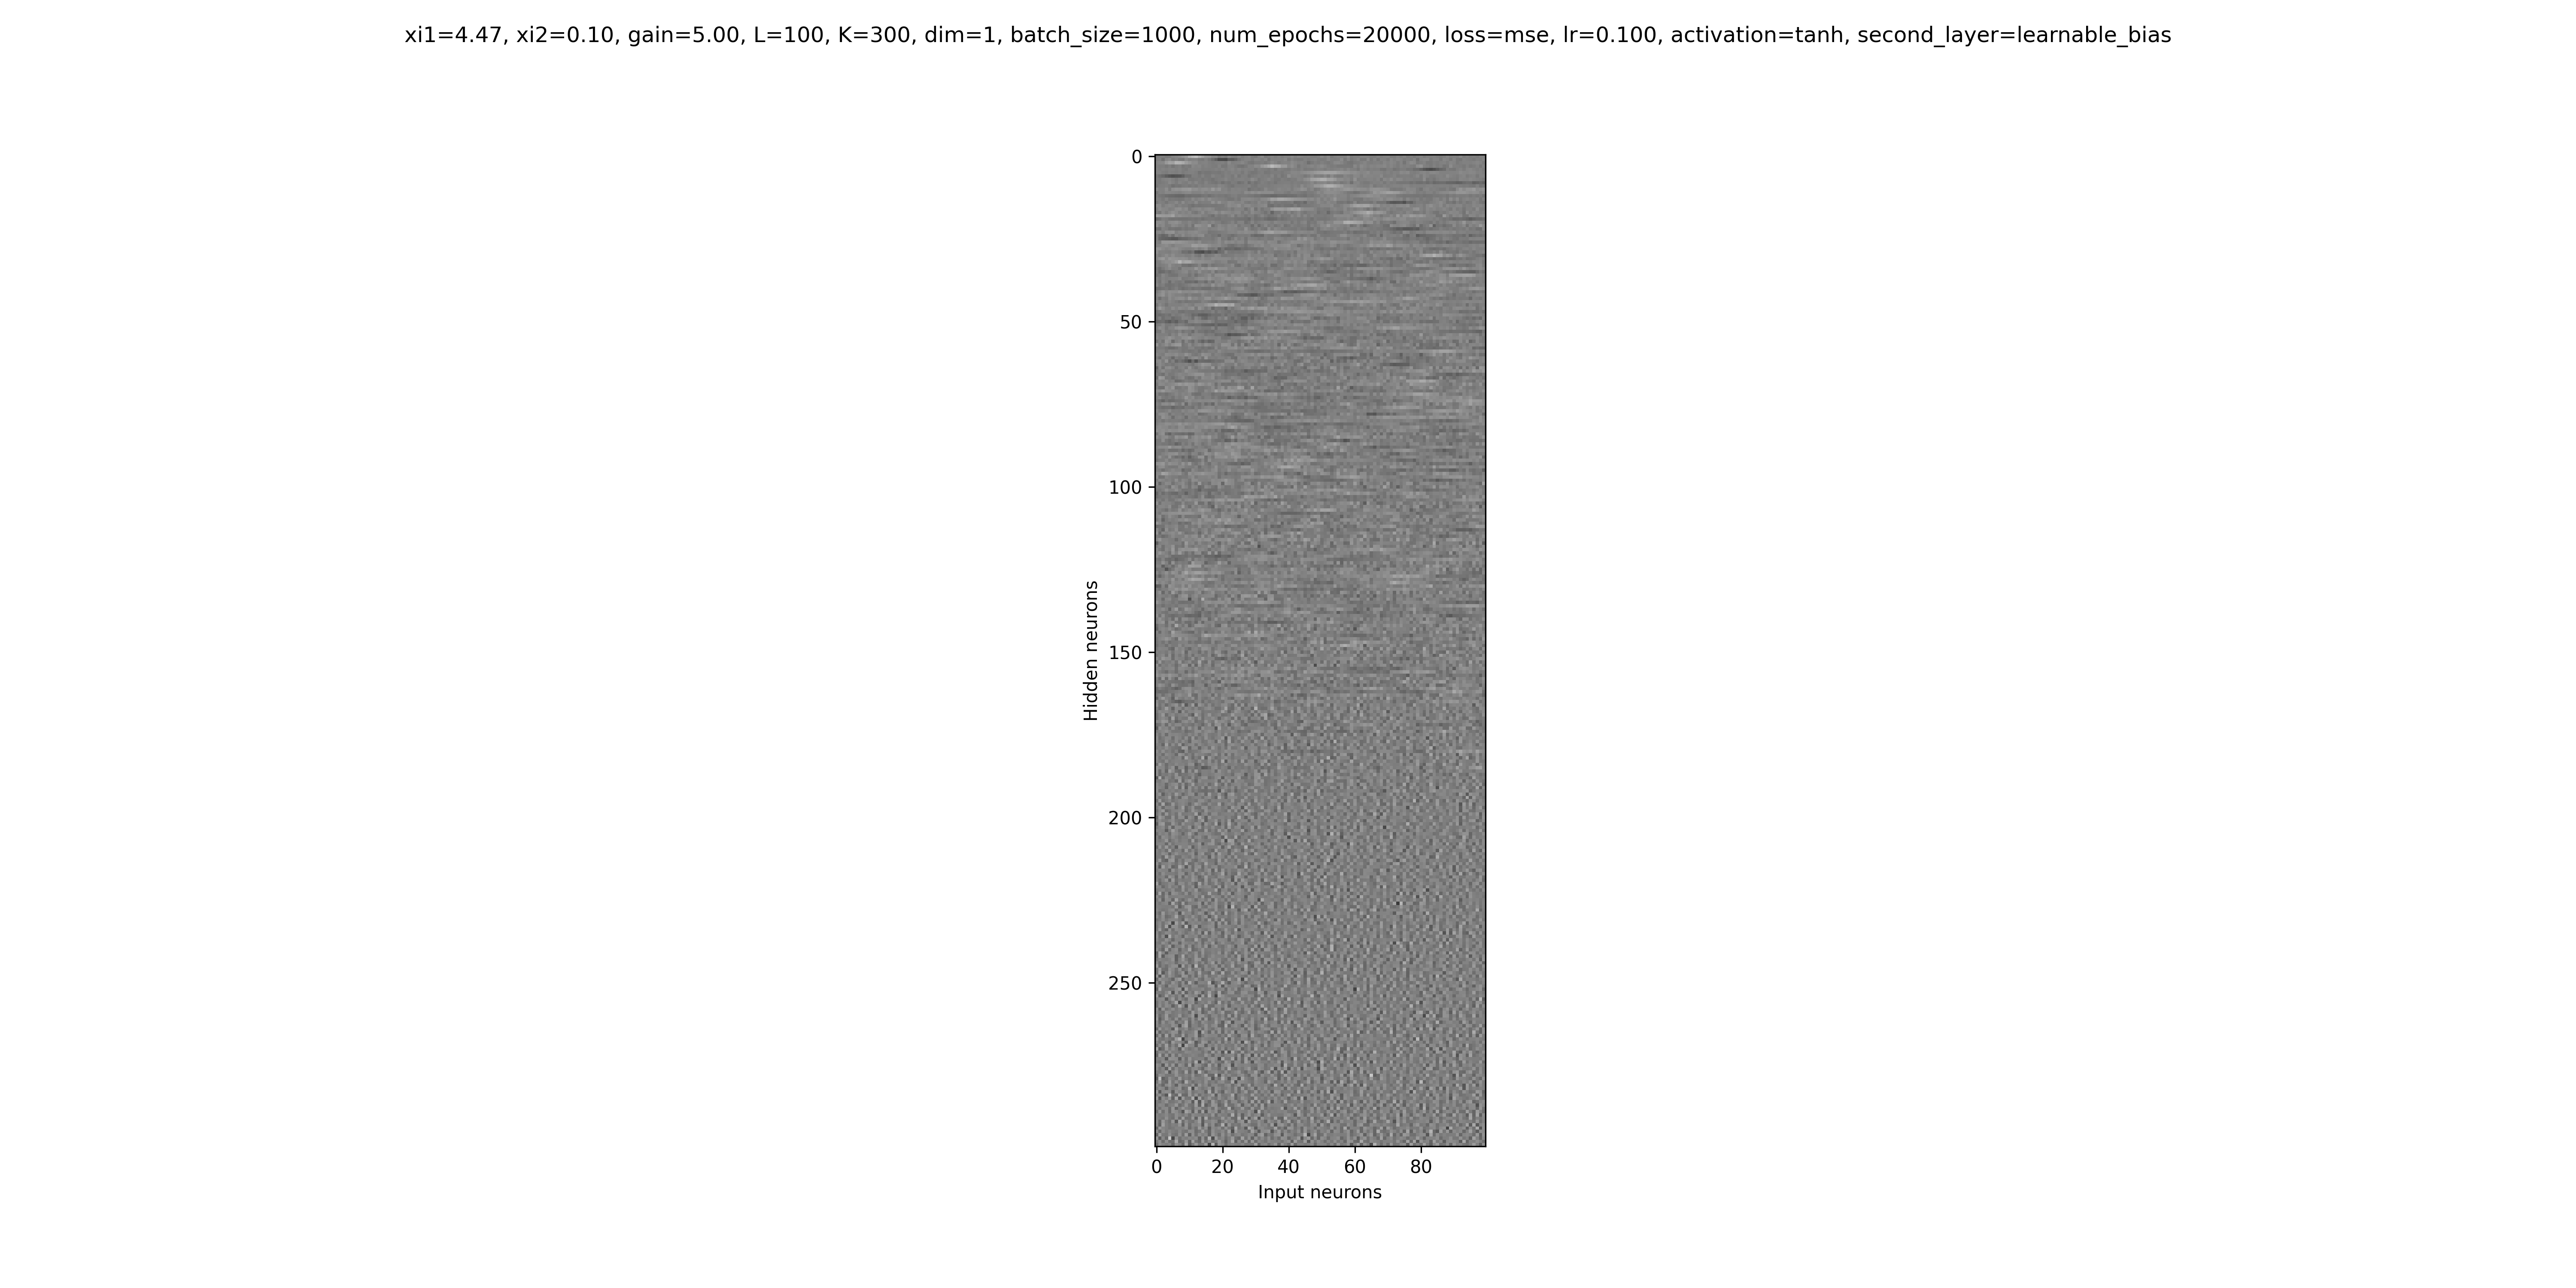 xi1=4.47, xi2=0.10, gain=5.00, L=100, K=300, dim=1, batch_size=1000, num_epochs=20000, loss=mse, lr=0.100, activation=tanh, second_layer=learnable_bias
0
50
100
150
200
250
Hidden neurons
0 20 40 60 80
Input neurons